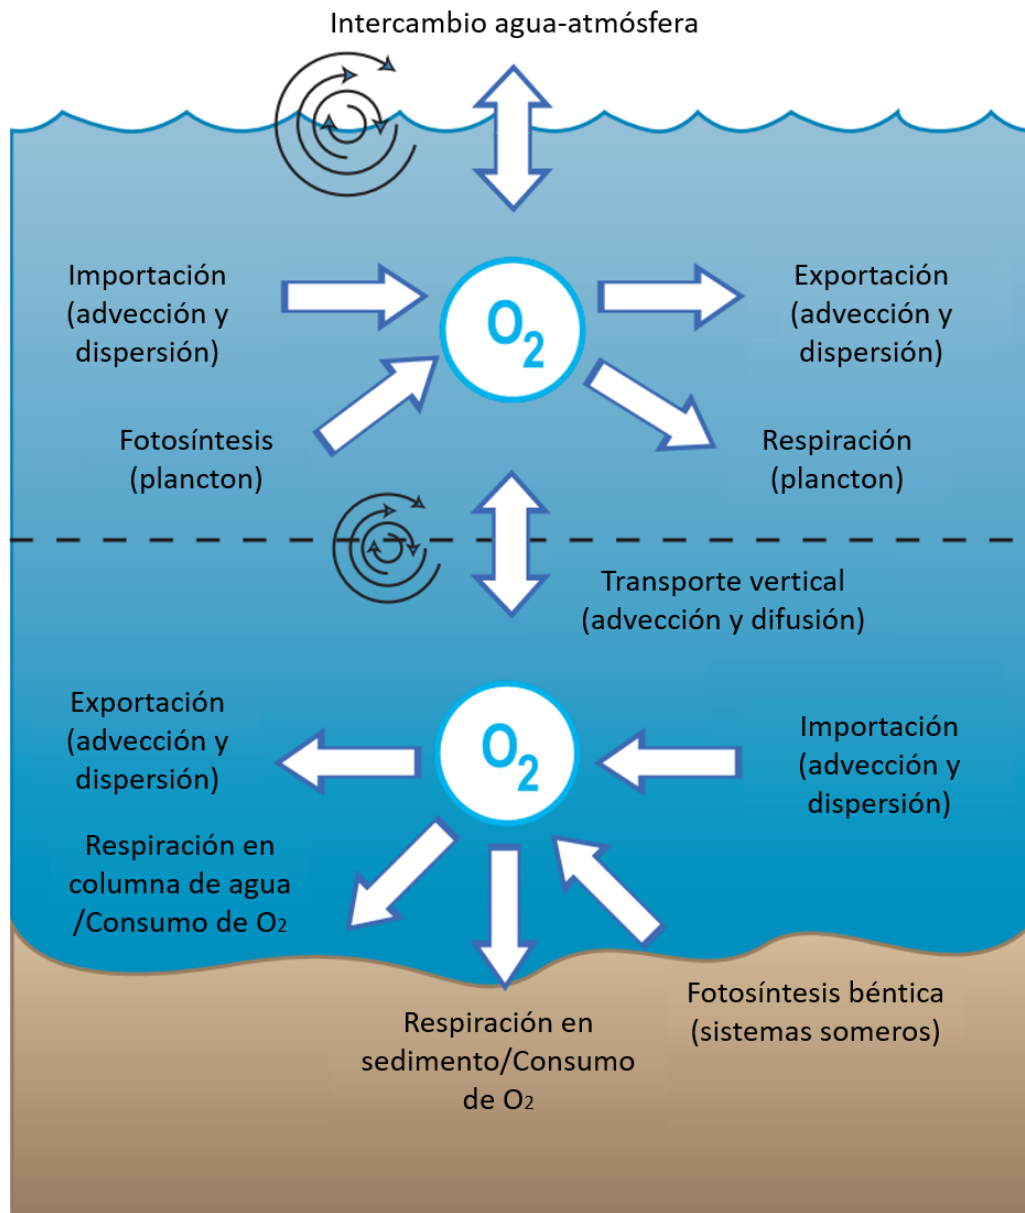 Intercambio agua-atmósfera
Importación
(advección y
dispersión)
O2
Exportación
(advección y
dispersión)
Fotosíntesis
(plancton)
Respiración
(plancton)
Transporte vertical
(advección y difusión)
Exportación
(advección y
dispersión)
O2
Importación
(advección y
dispersión)
Respiración en
columna de agua
/Consumo de O2
Respiración en
sedimento/Consumo
de O2
Fotosíntesis béntica
(sistemas someros)